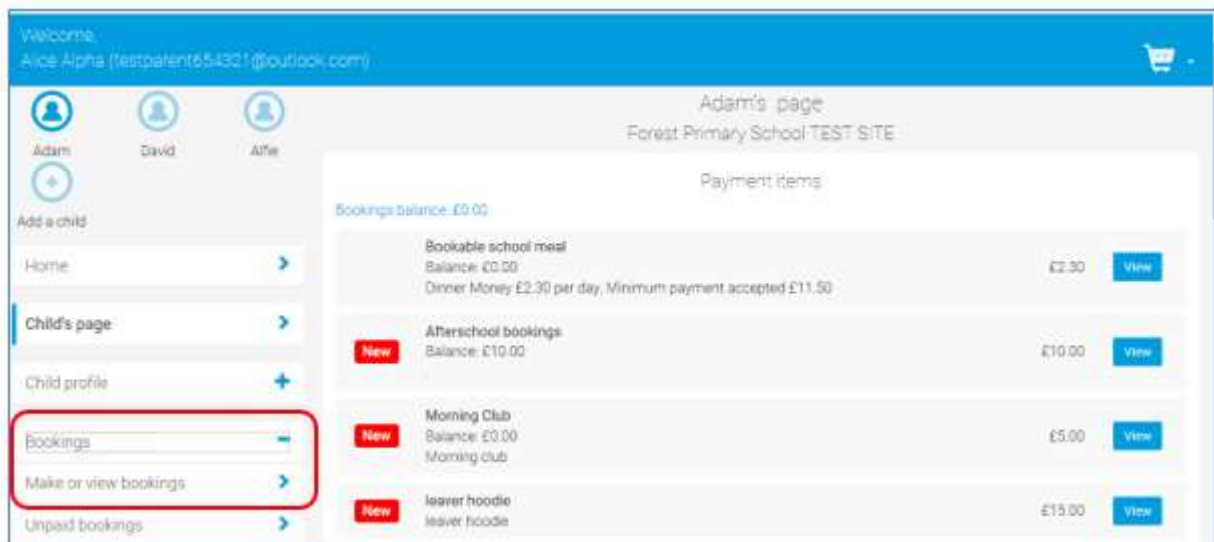 Welcome,
Alice Alpha (testparent654321@outlook.com)
Adam
David
Alfie
Add a child
Home
Child's page
Child profile
Bookings
Make or view bookings
Unpaid bookings
Adam's page
Forest Primary School TEST SITE
Payment items
Bookings balance: £0.00
Bookable school meal
Balance: £0.00
Dinner Money £2.30 per day, Minimum payment accepted £11.50
£2.30
View
New
Afterschool bookings
Balance: £10.00
.
£10.00
View
New
Morning Club
Balance: £0.00
Morning club
£5.00
View
New
leaver hoodie
leaver hoodie
£15.00
View